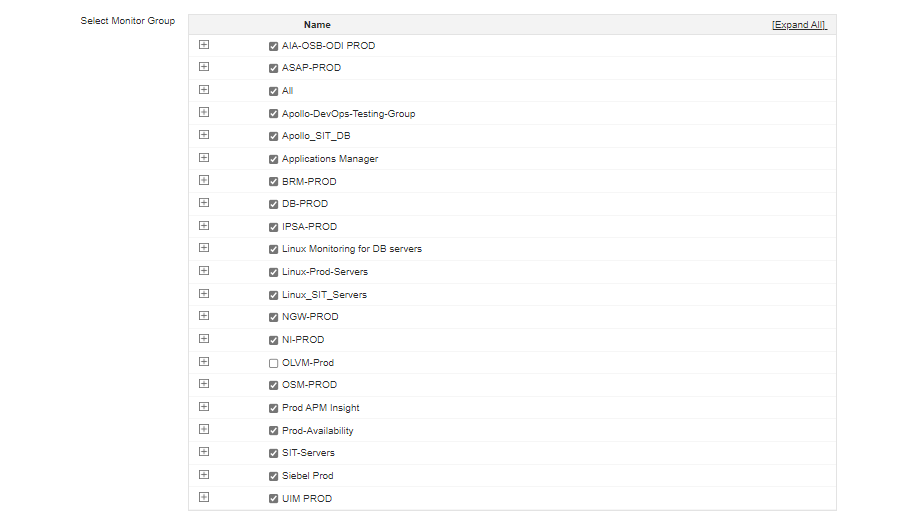 Select Monitor Group
Name [Expand All]
AIA-OSB-ODI PROD
ASAP-PROD
All
Apollo-DevOps-Testing-Group
Apollo_SIT_DB
Applications Manager
BRM-PROD
DB-PROD
IPSA-PROD
Linux Monitoring for DB servers
Linux-Prod-Servers
Linux_SIT_Servers
NGW-PROD
NI-PROD
OLVM-Prod
OSM-PROD
Prod APM Insight
Prod-Availability
SIT-Servers
Siebel Prod
UIM PROD